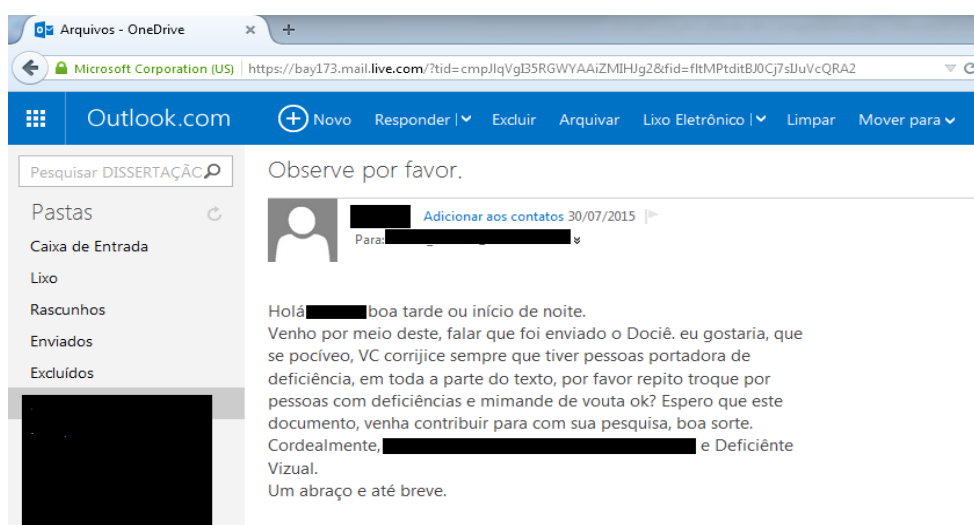 Arquivos - OneDrive
Microsoft Corporation (US) https://bay173.mail.live.com/?tid=cmpJlqVgI35RGWYAAiZMIHJg2&fid=fltMPtditBJ0Cj7sIJuVcQRA2
Outlook.com Novo Responder Excluir Arquivar Lixo Eletrônico Limpar Mover para
Pesquisar DISSERTAÇÃC
Pastas
Caixa de Entrada
Lixo
Rascunhos
Enviados
Excluídos
Observe por favor.
Adicionar aos contatos 30/07/2015
Para:
Holá boa tarde ou início de noite.
Venho por meio deste, falar que foi enviado o Dociê. eu gostaria, que
se pocíveo, VC corrijice sempre que tiver pessoas portadora de
deficiência, em toda a parte do texto, por favor repito troque por
pessoas com deficiências e mimande de vouta ok? Espero que este
documento, venha contribuir para com sua pesquisa, boa sorte.
Cordealmente, e Deficiênte
Vizual.
Um abraço e até breve.